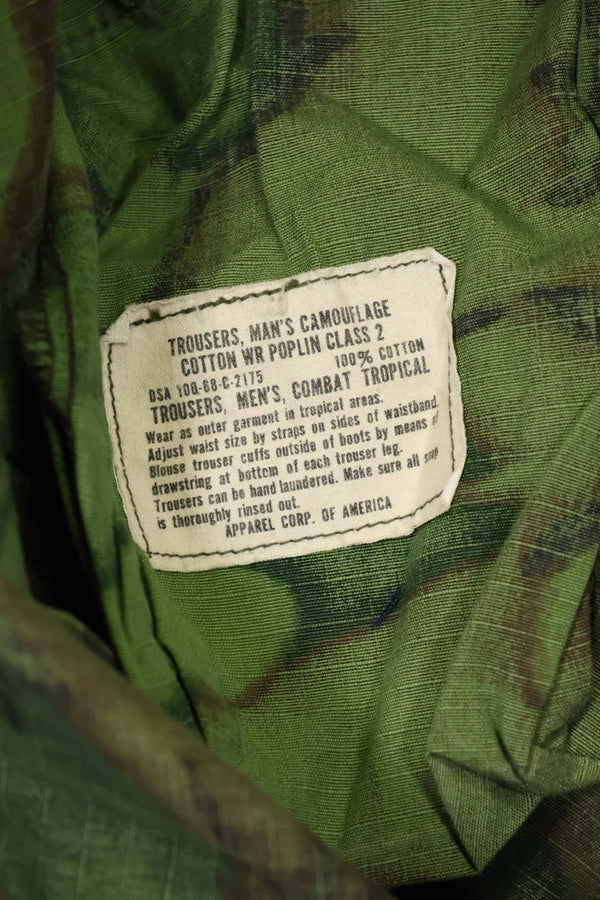 TROUSERS, MAN'S CAMOUFLAGE
COTTON WR POPLIN CLASS 2
100% COTTON
DSA 100-68-C-2175
TROUSERS, MEN'S, COMBAT TROPICAL
Wear as outer garment in tropical areas.
Adjust waist size by straps on sides of waistband.
Blouse trouser cuffs outside of boots by means of
drawstring at bottom of each trouser leg.
Trousers can be hand laundered. Make sure all soap
is thoroughly rinsed out.
APPAREL CORP. OF AMERICA